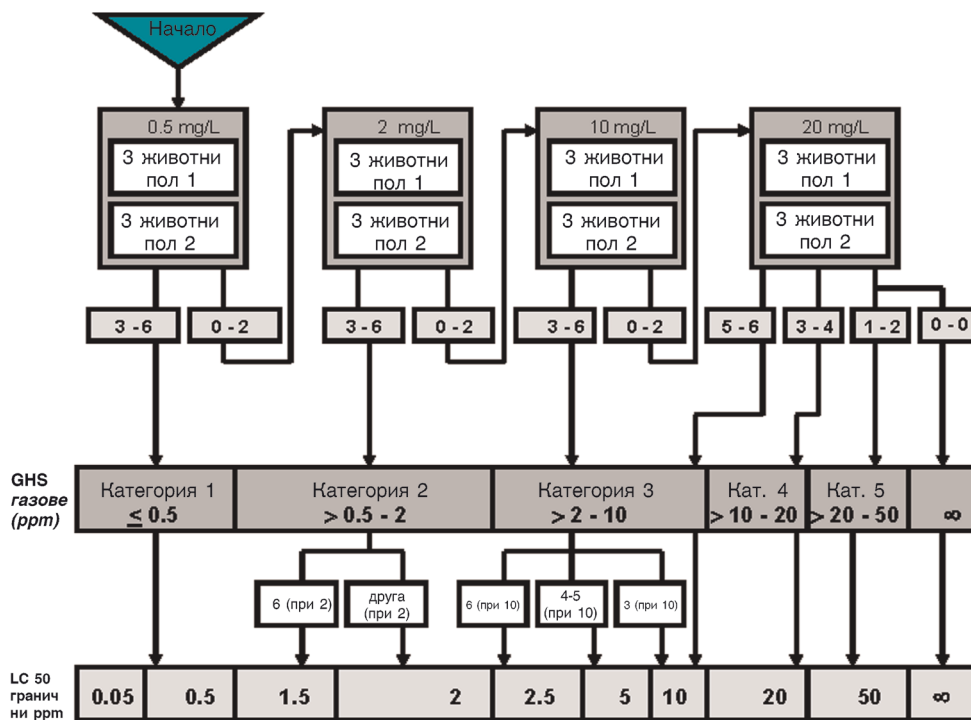 Начало
0.5 mg/L
3 животни
пол 1
3 животни
пол 2
2 mg/L
3 животни
пол 1
3 животни
пол 2
10 mg/L
3 животни
пол 1
3 животни
пол 2
20 mg/L
3 животни
пол 1
3 животни
пол 2
3 - 6
0 - 2
3 - 6
0 - 2
3 - 6
0 - 2
5 - 6
3 - 4
1 - 2
0 - 0
GHS
газове
(ppm)
Категория 1
≤ 0.5
Категория 2
> 0.5 - 2
Категория 3
> 2 - 10
Кат. 4
> 10 - 20
Кат. 5
> 20 - 50
∞
6 (при 2)
друга
(при 2)
6 (при 10)
4-5
(при 10)
3 (при 10)
LC 50
гранич
ни ppm
0.05
0.5
1.5
2
2.5
5
10
20
50
∞